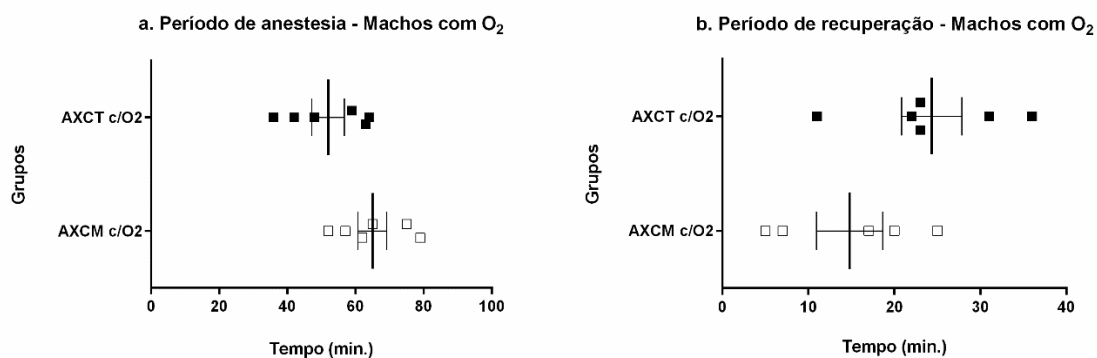 a. Período de anestesia - Machos com O₂
Grupos
AXCT c/O2
AXCM c/O2
0 20 40 60 80 100
Tempo (min.)
b. Período de recuperação - Machos com O₂
Grupos
AXCT c/O2
AXCM c/O2
0 10 20 30 40
Tempo (min.)